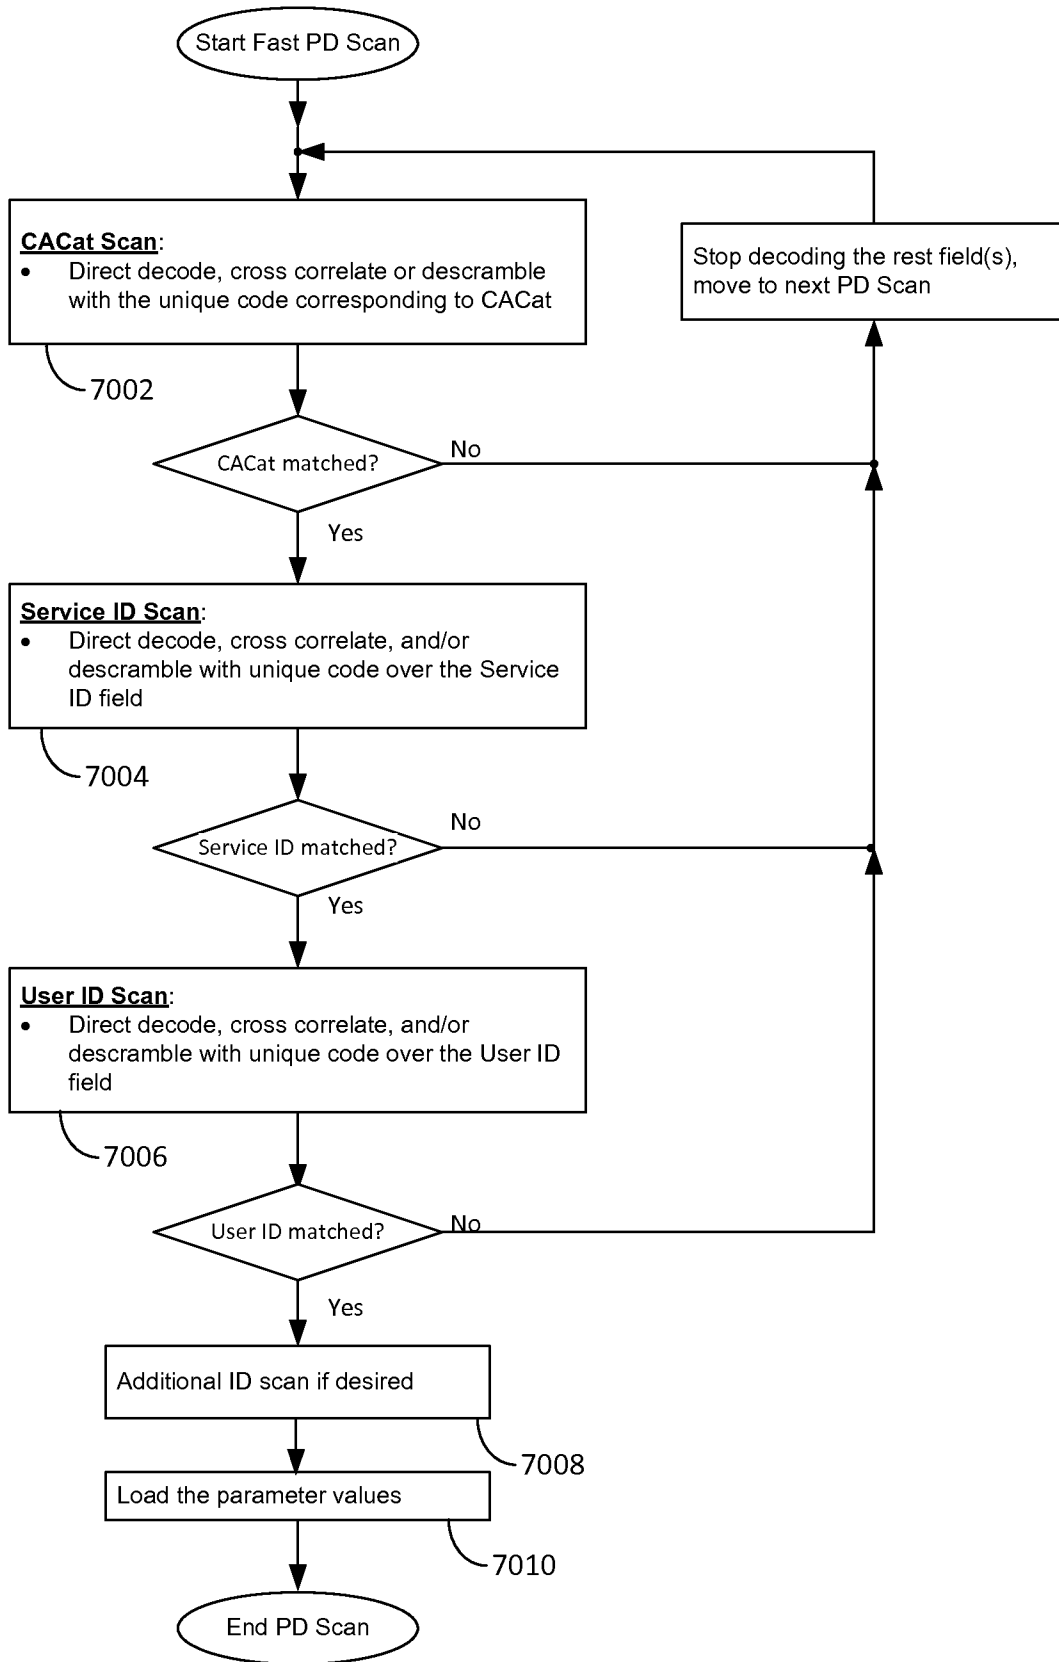 Start Fast PD Scan
CACat Scan:
• Direct decode, cross correlate or descramble
with the unique code corresponding to CACat
Stop decoding the rest field(s),
move to next PD Scan
7002
CACat matched?
No
Yes
Service ID Scan:
• Direct decode, cross correlate, and/or
descramble with unique code over the Service
ID field
7004
Service ID matched?
No
Yes
User ID Scan:
• Direct decode, cross correlate, and/or
descramble with unique code over the User ID
field
7006
User ID matched?
No
Yes
Additional ID scan if desired
7008
Load the parameter values
7010
End PD Scan